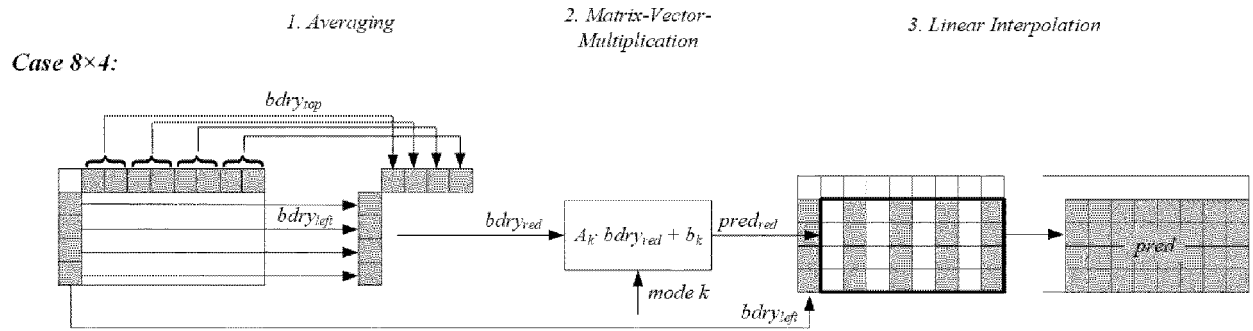 1. Averaging
2. Matrix-Vector-
Multiplication
3. Linear Interpolation
Case 8×4:
bdry_top
bdry_left
bdry_red
A_k· bdry_red + b_k
pred_red
pred
mode k
bdry_left